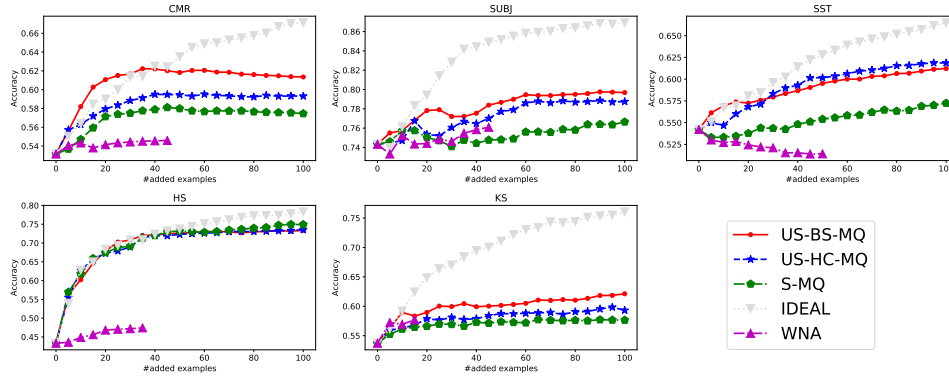 CMR
Accuracy
0.66
0.64
0.62
0.60
0.58
0.56
0.54
0 20 40 60 80 100
#added examples
SUBJ
Accuracy
0.86
0.84
0.82
0.80
0.78
0.76
0.74
0 20 40 60 80 100
#added examples
SST
Accuracy
0.650
0.625
0.600
0.575
0.550
0.525
0 20 40 60 80 100
#added examples
HS
Accuracy
0.80
0.75
0.70
0.65
0.60
0.55
0.50
0.45
0 20 40 60 80 100
#added examples
KS
Accuracy
0.75
0.70
0.65
0.60
0.55
0 20 40 60 80 100
#added examples
US-BS-MQ
US-HC-MQ
S-MQ
IDEAL
WNA